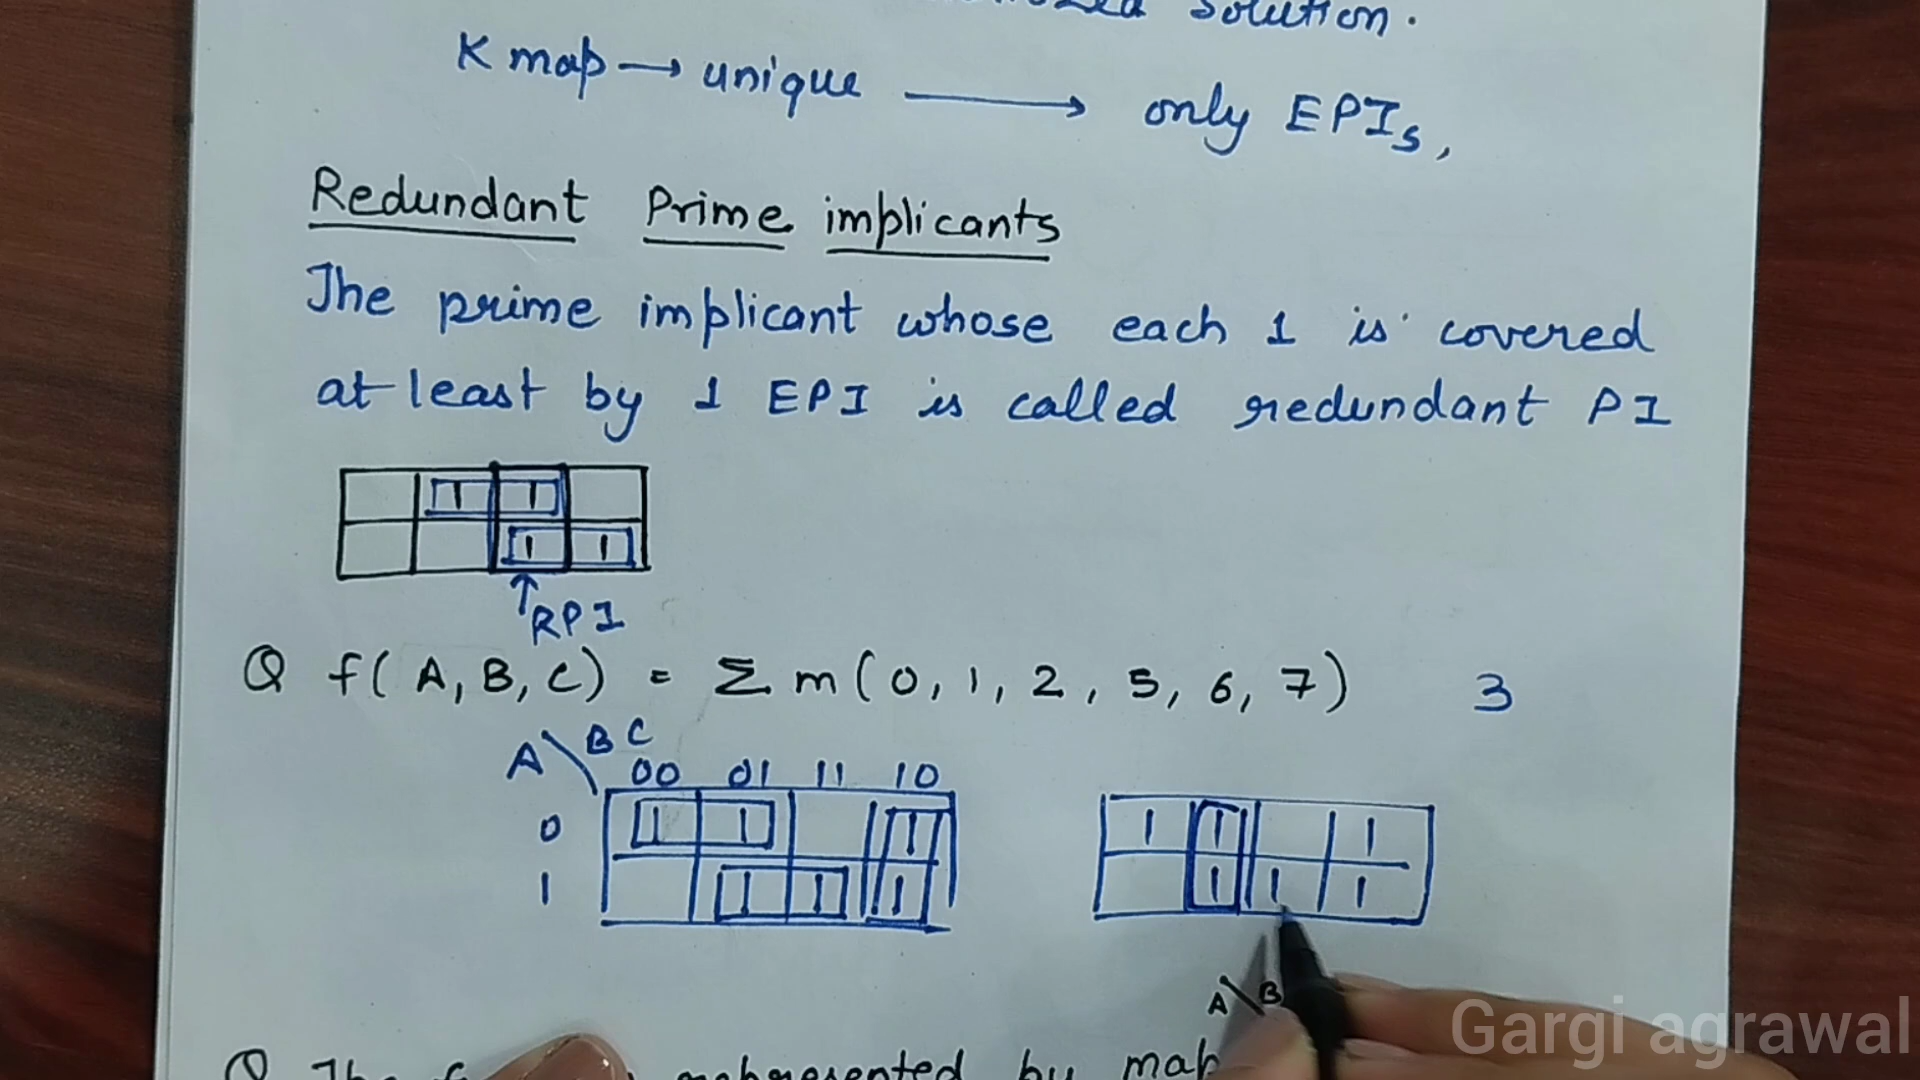 solution.
K map → unique → only EPIs,
Redundant Prime implicants
The prime implicant whose each 1 is covered
at least by 1 EPI is called redundant PI
1 1
1 1
↑ RPI
Q f(A, B, C) = Σ m(0, 1, 2, 5, 6, 7) 3
A \ BC
00 01 11 10
0 1 1 1 1 1 1
1 1 1 1 1 1 1
A \ B
Q The by map
Gargi agrawal